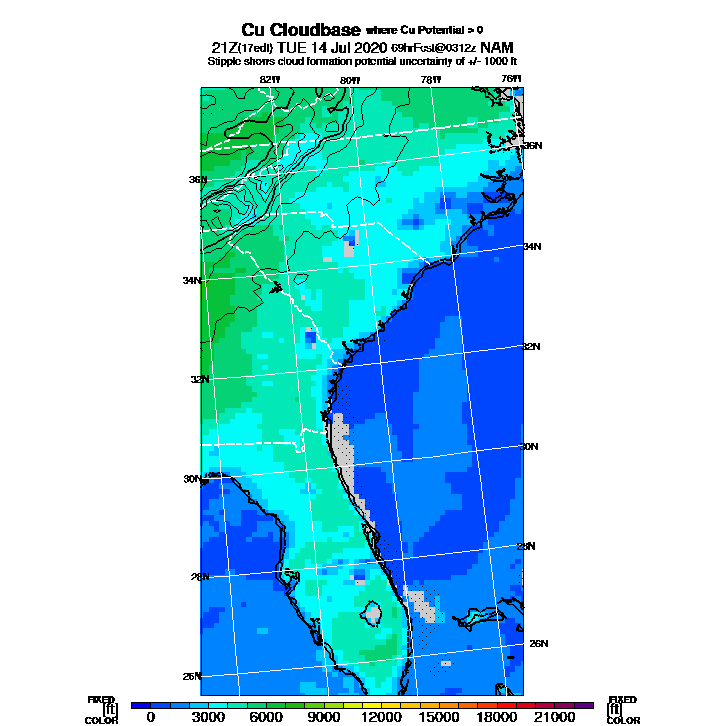 Cu Cloudbase where Cu Potential > 0
21Z(17edt) TUE 14 Jul 2020 69hrFcst@0312z NAM
Stipple shows cloud formation potential uncertainty of +/- 1000 ft
82W 80W 78W 76W
36N
36N
34N
34N
32N
32N
30N
30N
28N
28N
26N
26N
FIXED FIXED
[ft] [ft]
COLOR COLOR
0 3000 6000 9000 12000 15000 18000 21000